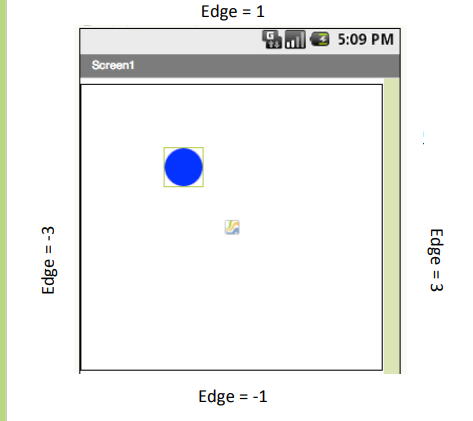 Edge = 1
G
5:09 PM
Screen1
Edge = -3
Edge = 3
Edge = -1